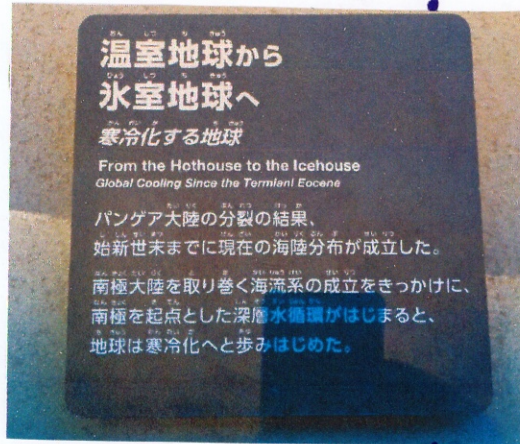 温室地球から
氷室地球へ
寒冷化する地球
From the Hothouse to the Icehouse
Global Cooling Since the Termianl Eocene
パンゲア大陸の分裂の結果、
始新世末までに現在の海陸分布が成立した。
南極大陸を取り巻く海流系の成立をきっかけに、
南極を起点とした深層水循環がはじまると、
地球は寒冷化へと歩みはじめた。